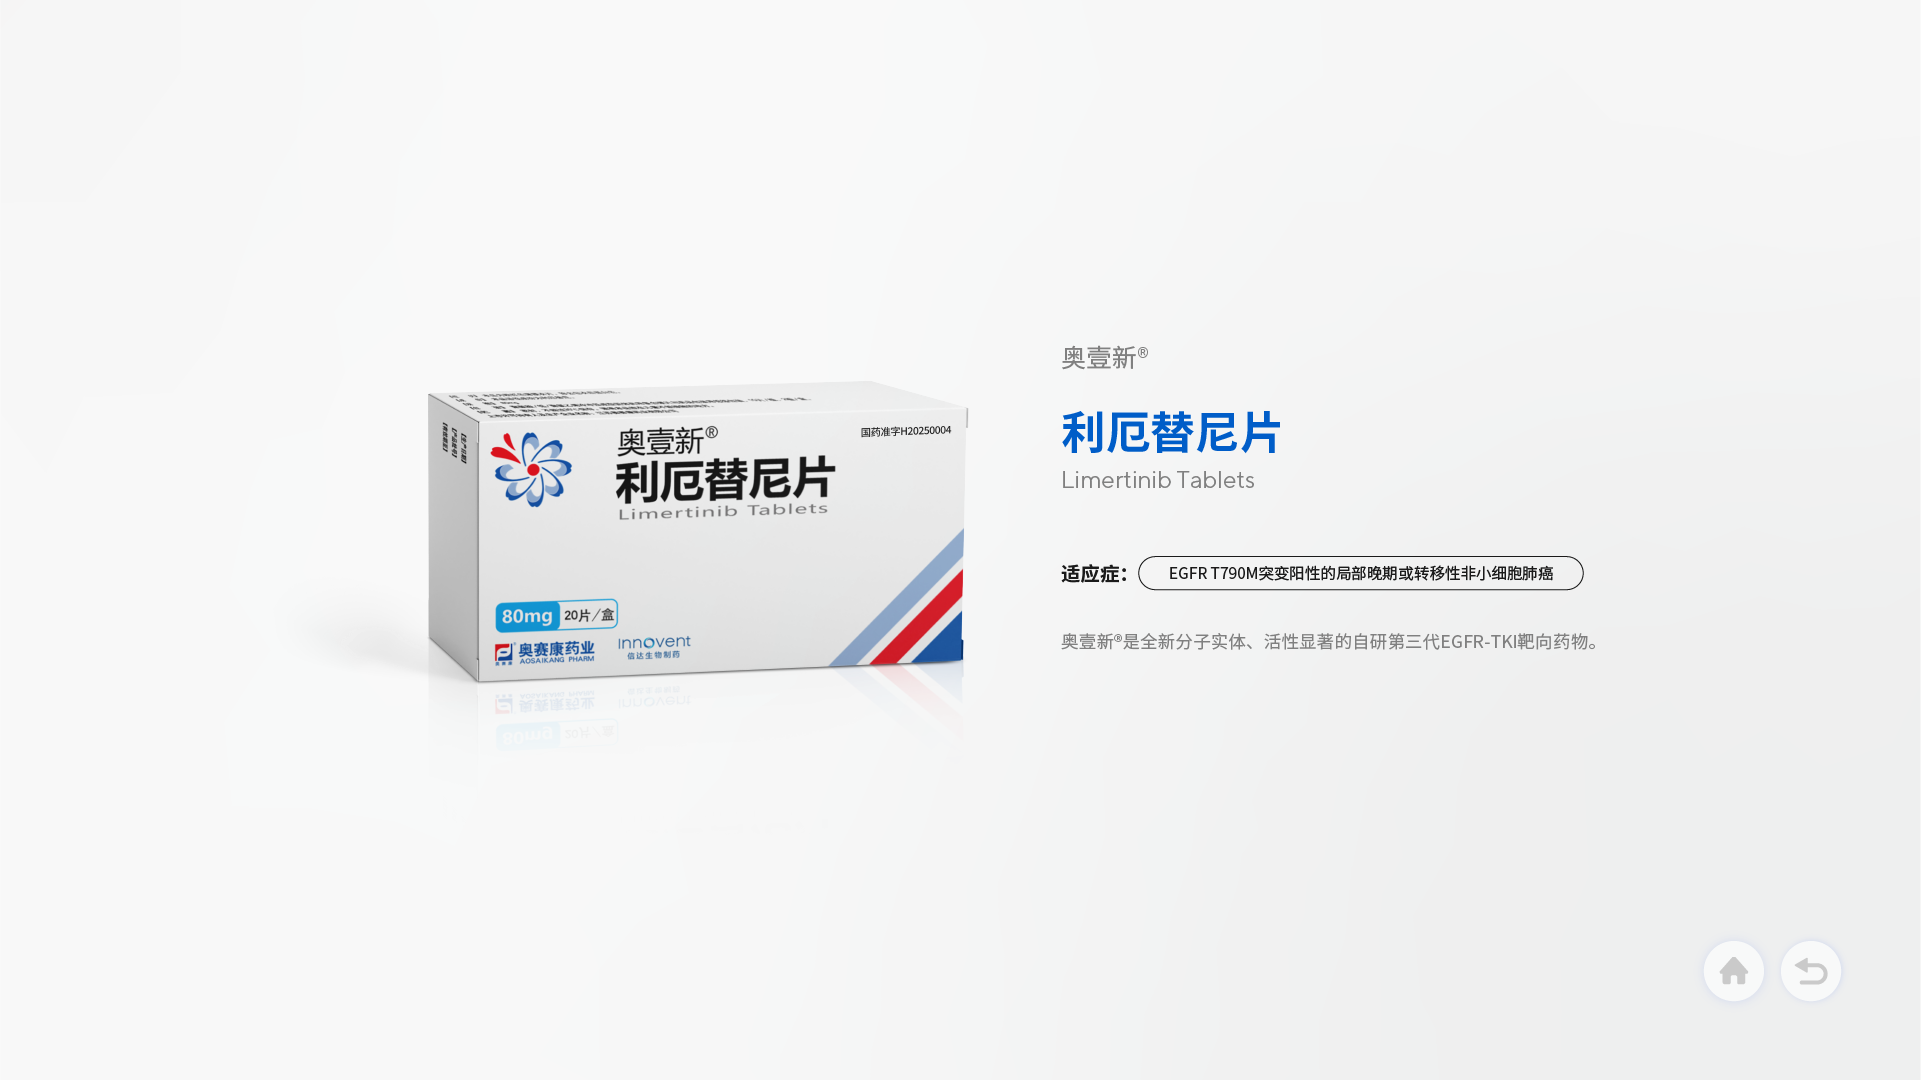 奥壹新®
利厄替尼片
Limertinib Tablets
国药准字H20250004
80mg 20片／盒
奥赛康药业
AOSAIKANG PHARM
Innovent
信达生物制药
奥壹新®
利厄替尼片
Limertinib Tablets
适应症：
EGFR T790M突变阳性的局部晚期或转移性非小细胞肺癌
奥壹新®是全新分子实体、活性显著的自研第三代EGFR-TKI靶向药物。